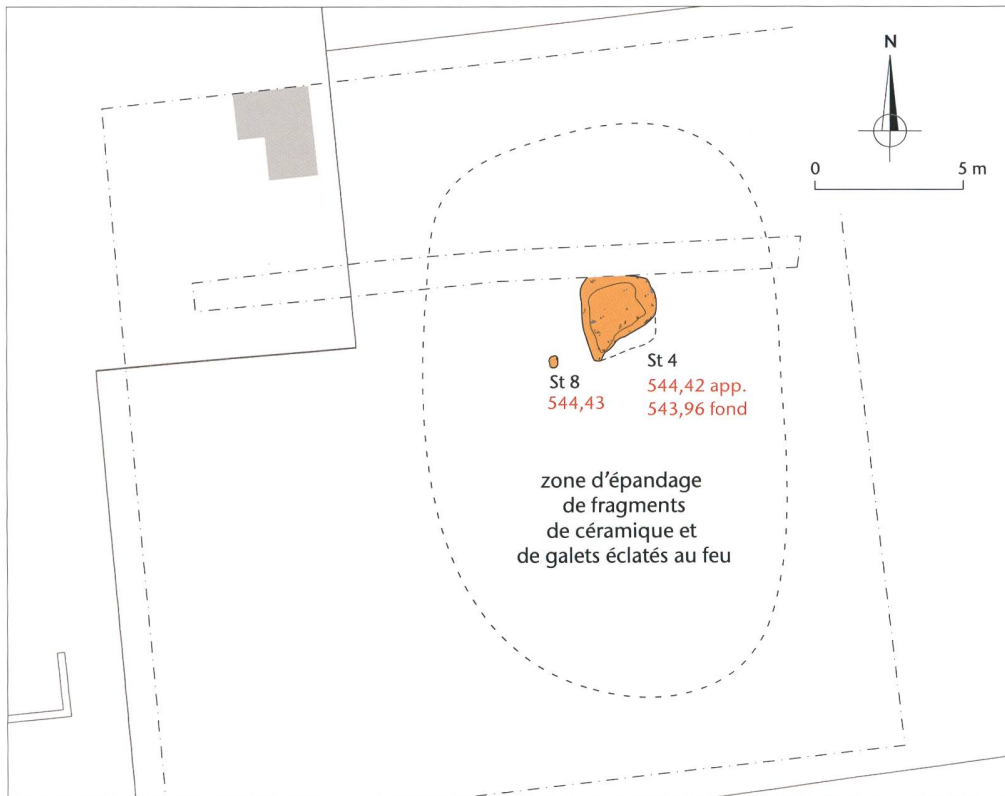 N
0 5 m
St 8
544,43
St 4
544,42 app.
543,96 fond
zone d'épandage
de fragments
de céramique et
de galets éclatés au feu